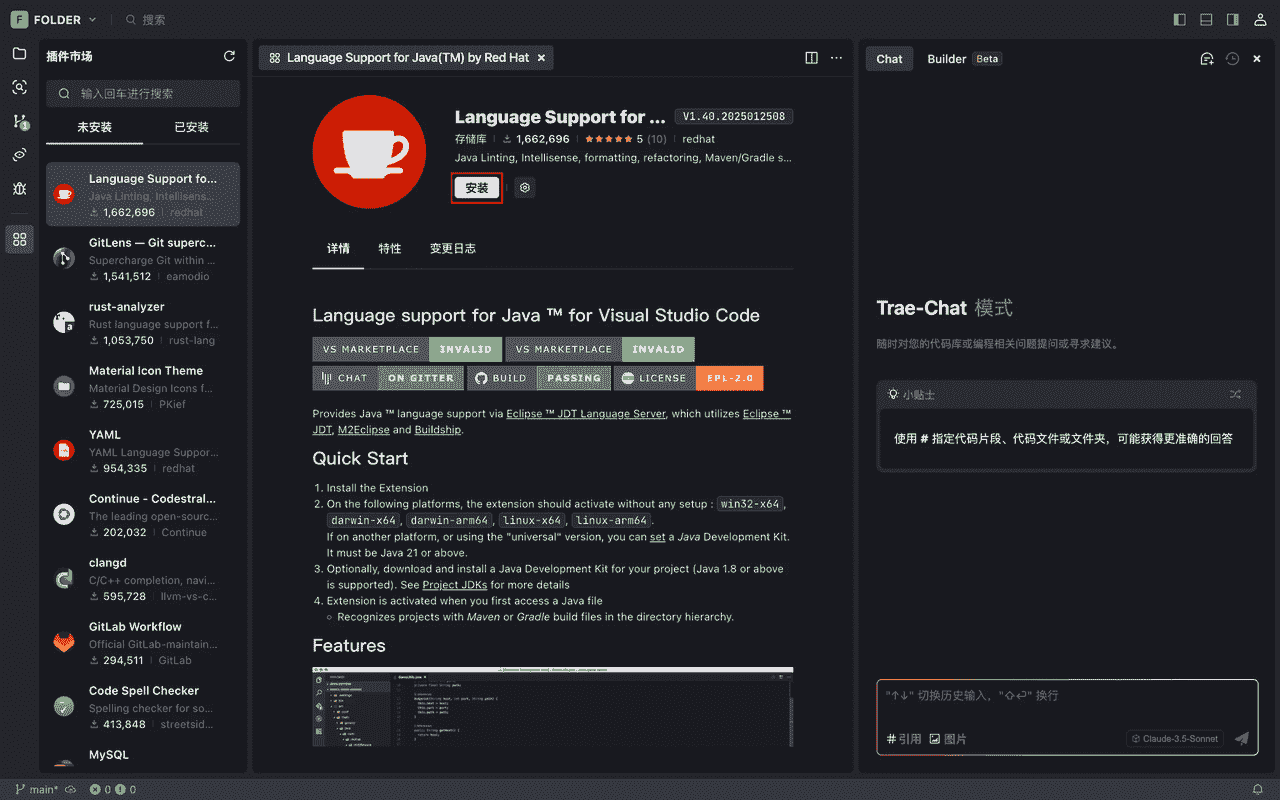 F FOLDER
搜索
插件市场
输入回车进行搜索
未安装 已安装
Language Support fo...
Java Linting, Intellisens...
1,662,696 redhat
GitLens — Git superc...
Supercharge Git within ...
1,541,512 eamodio
rust-analyzer
Rust language support f...
1,053,750 rust-lang
Material Icon Theme
Material Design Icons f...
725,015 PKief
YAML
YAML Language Suppor...
954,335 redhat
Continue - Codestral...
The leading open-sourc...
202,032 Continue
clangd
C/C++ completion, navi...
595,728 llvm-vs-c...
GitLab Workflow
Official GitLab-maintain...
294,511 GitLab
Code Spell Checker
Spelling checker for so...
413,848 streetsid...
MySQL
Language Support for Java(TM) by Red Hat
Language Support for ... V1.40.2025012508
存储库 1,662,696 5 (10) redhat
Java Linting, Intellisense, formatting, refactoring, Maven/Gradle s...
安装
详情 特性 变更日志
Language support for Java ™ for Visual Studio Code
VS MARKETPLACE INVALID VS MARKETPLACE INVALID
CHAT ON GITTER BUILD PASSING LICENSE EPL-2.0
Provides Java ™ language support via Eclipse ™ JDT Language Server, which utilizes Eclipse ™
JDT, M2Eclipse and Buildship.
Quick Start
1. Install the Extension
2. On the following platforms, the extension should activate without any setup : win32-x64,
darwin-x64, darwin-arm64, linux-x64, linux-arm64.
If on another platform, or using the "universal" version, you can set a Java Development Kit.
It must be Java 21 or above.
3. Optionally, download and install a Java Development Kit for your project (Java 1.8 or above
is supported). See Project JDKs for more details
4. Extension is activated when you first access a Java file
Recognizes projects with Maven or Gradle build files in the directory hierarchy.
Features
Chat Builder Beta
Trae-Chat 模式
随时对您的代码库或编程相关问题提问或寻求建议。
小贴士
使用 # 指定代码片段、代码文件或文件夹，可能获得更准确的回答
"↑↓" 切换历史输入，"⇧⏎" 换行
# 引用 图片 Claude-3.5-Sonnet
main* 0 0